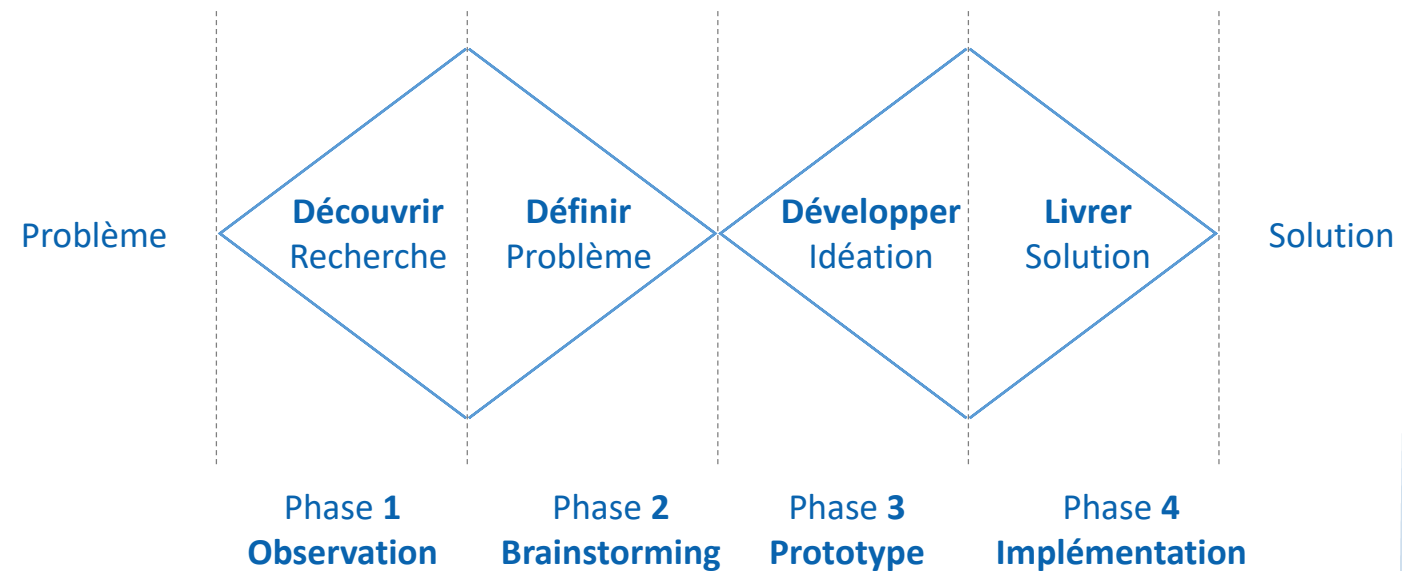 Problème
Découvrir
Recherche
Définir
Problème
Développer
Idéation
Livrer
Solution
Solution
Phase 1
Observation
Phase 2
Brainstorming
Phase 3
Prototype
Phase 4
Implémentation